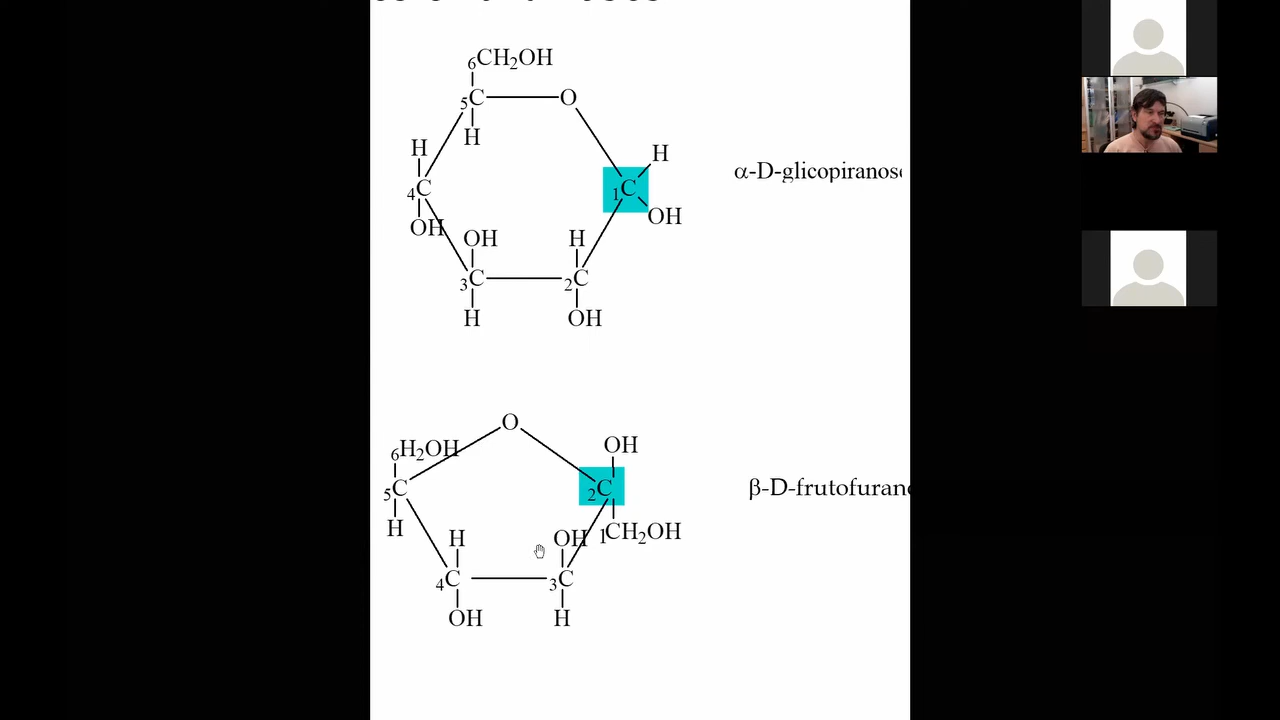 6CH2OH
5C O
H
H H
4C 1C
OH OH
OH H
3C 2C
H OH
α-D-glicopiranos
O
6H2OH OH
5C 2C
H H OH 1CH2OH
4C 3C
OH H
β-D-frutofuran